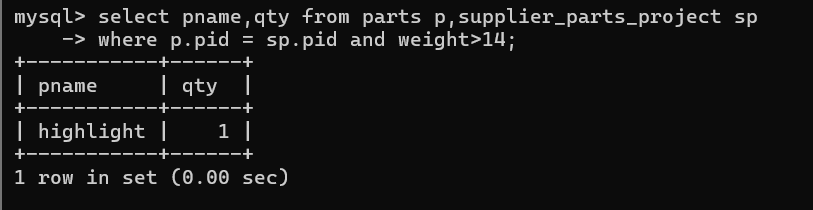 mysql> select pname,qty from parts p,supplier_parts_project sp
    -> where p.pid = sp.pid and weight>14;
+-----------+------+
| pname     | qty  |
+-----------+------+
| highlight |    1 |
+-----------+------+
1 row in set (0.00 sec)